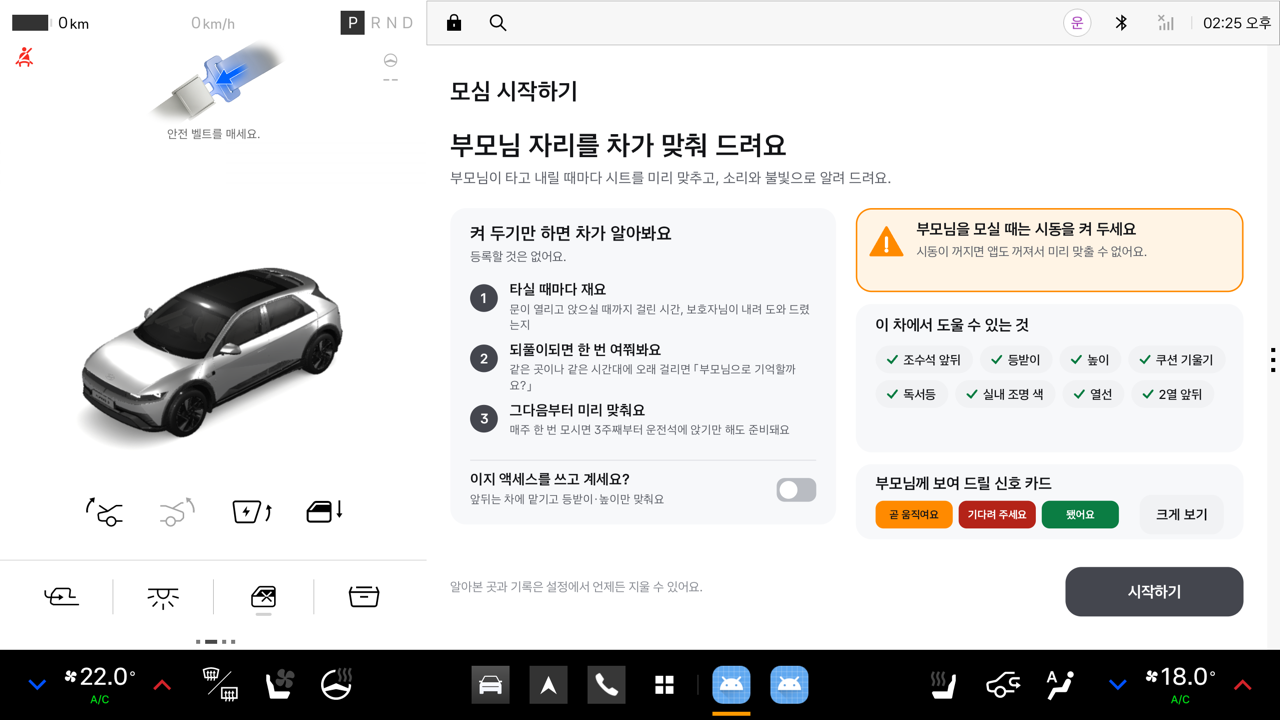 0 km
0 km/h
P R N D
안전 벨트를 매세요.
운
02:25 오후
모심 시작하기
부모님 자리를 차가 맞춰 드려요
부모님이 타고 내릴 때마다 시트를 미리 맞추고, 소리와 불빛으로 알려 드려요.
켜 두기만 하면 차가 알아봐요
등록할 것은 없어요.
1
타실 때마다 재요
문이 열리고 앉으실 때까지 걸린 시간, 보호자님이 내려 도와 드렸
는지
2
되풀이되면 한 번 여쭤봐요
같은 곳이나 같은 시간대에 오래 걸리면 「부모님으로 기억할까
요?」
3
그다음부터 미리 맞춰요
매주 한 번 모시면 3주째부터 운전석에 앉기만 해도 준비돼요
이지 액세스를 쓰고 계세요?
앞뒤는 차에 맡기고 등받이·높이만 맞춰요
부모님을 모실 때는 시동을 켜 두세요
시동이 꺼지면 앱도 꺼져서 미리 맞출 수 없어요.
이 차에서 도울 수 있는 것
조수석 앞뒤
등받이
높이
쿠션 기울기
독서등
실내 조명 색
열선
2열 앞뒤
부모님께 보여 드릴 신호 카드
곧 움직여요
기다려 주세요
됐어요
크게 보기
알아본 곳과 기록은 설정에서 언제든 지울 수 있어요.
시작하기
22.0°
A/C
A
18.0°
A/C